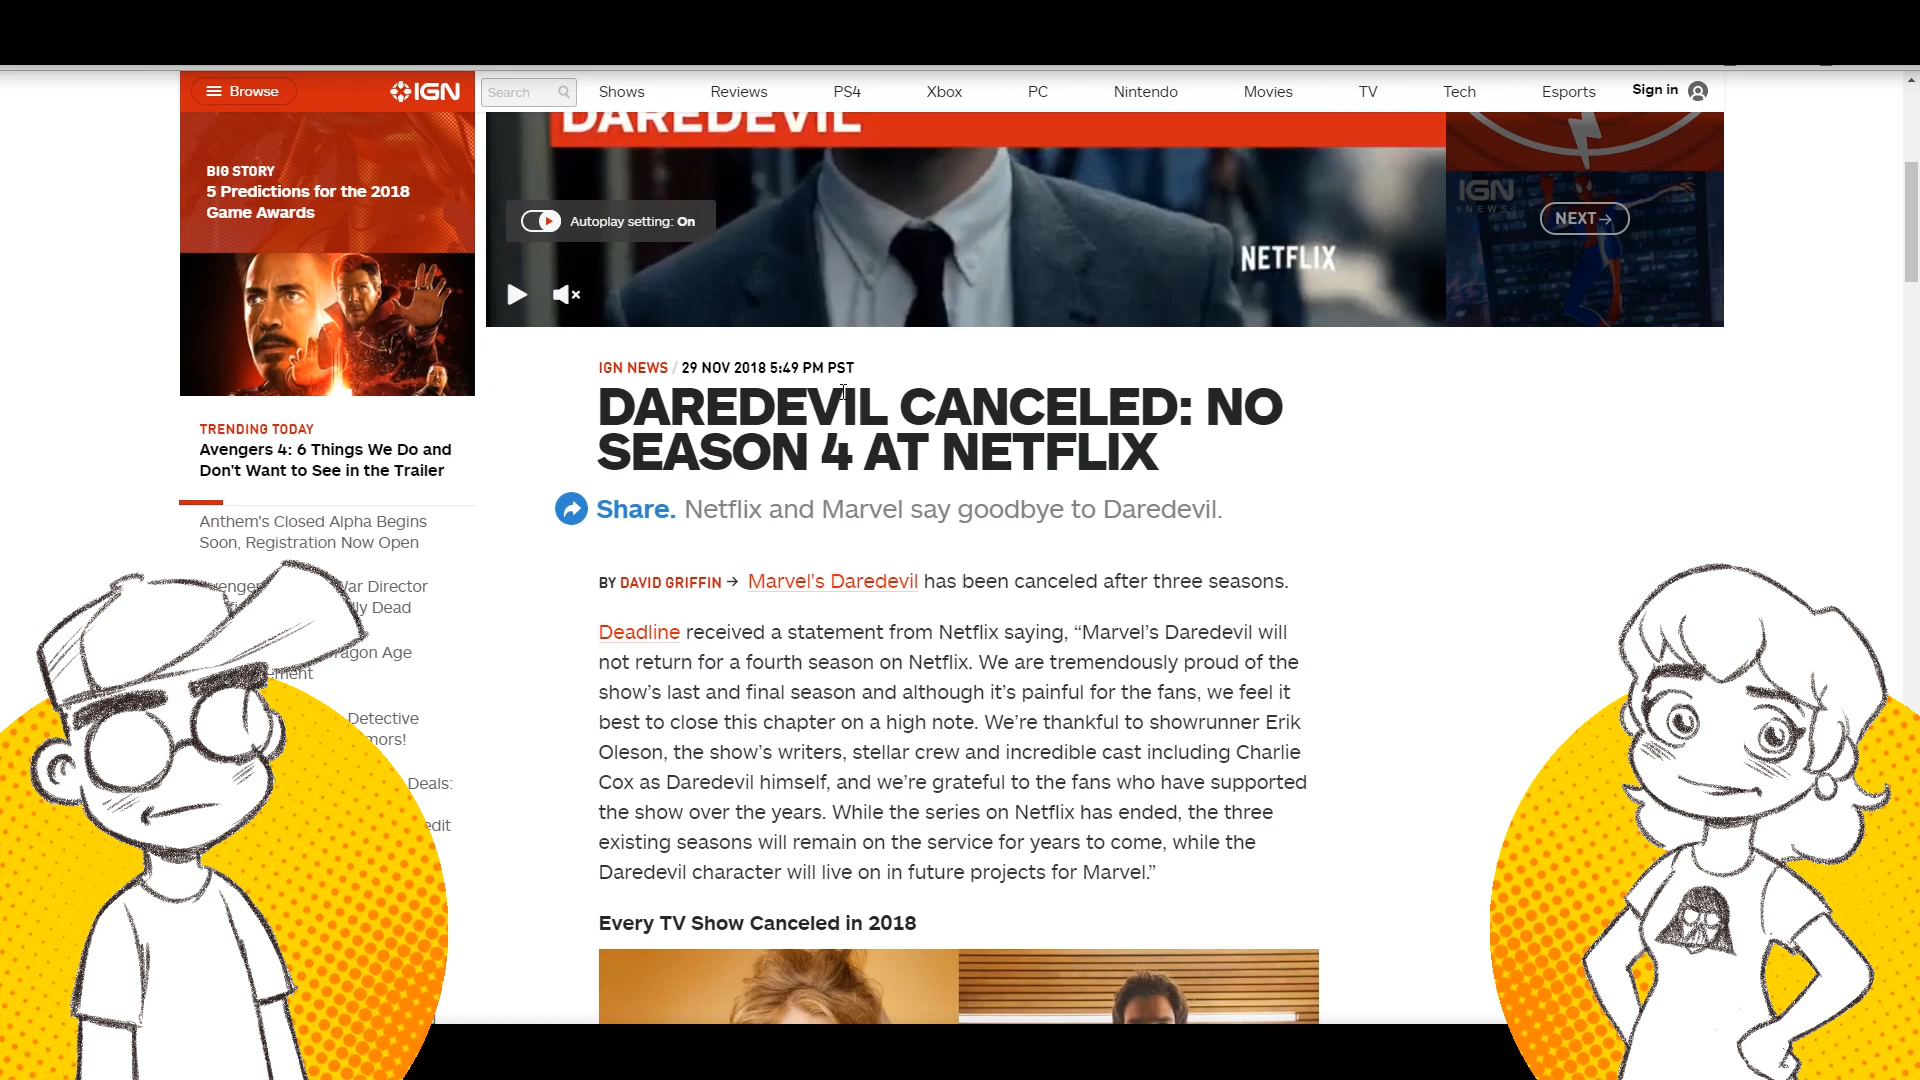 Browse
IGN
Search
Shows
Reviews
PS4
Xbox
PC
Nintendo
Movies
TV
Tech
Esports
Sign in
DAREDEVIL
BIG STORY
5 Predictions for the 2018
Game Awards
Autoplay setting: On
NETFLIX
IGN
NEWS
NEXT→
TRENDING TODAY
Avengers 4: 6 Things We Do and
Don't Want to See in the Trailer
Anthem's Closed Alpha Begins
Soon, Registration Now Open
War Director
Dead
Dragon Age
Detective
Deals:
IGN NEWS / 29 NOV 2018 5:49 PM PST
DAREDEVIL CANCELED: NO
SEASON 4 AT NETFLIX
Share. Netflix and Marvel say goodbye to Daredevil.
BY DAVID GRIFFIN → Marvel's Daredevil has been canceled after three seasons.
Deadline received a statement from Netflix saying, “Marvel’s Daredevil will
not return for a fourth season on Netflix. We are tremendously proud of the
show’s last and final season and although it’s painful for the fans, we feel it
best to close this chapter on a high note. We’re thankful to showrunner Erik
Oleson, the show’s writers, stellar crew and incredible cast including Charlie
Cox as Daredevil himself, and we’re grateful to the fans who have supported
the show over the years. While the series on Netflix has ended, the three
existing seasons will remain on the service for years to come, while the
Daredevil character will live on in future projects for Marvel.”
Every TV Show Canceled in 2018